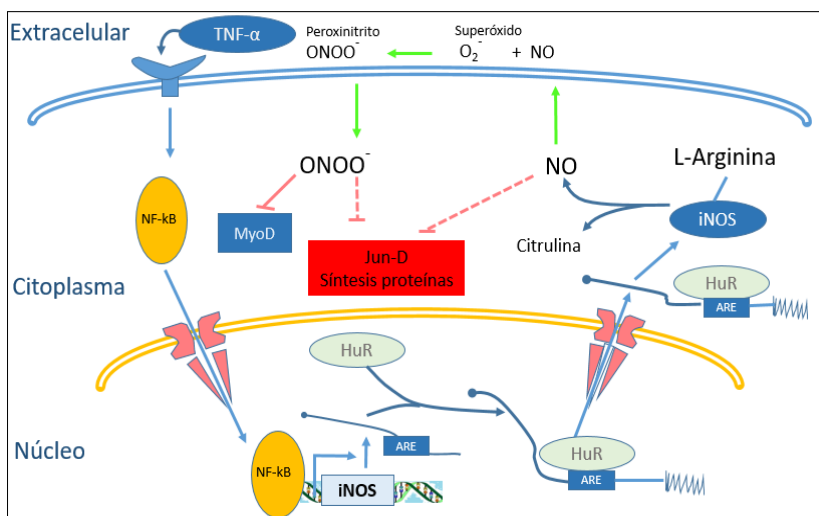 Extracelular
TNF-α
Peroxinitrito
ONOO⁻
Superóxido
O₂⁻ + NO
ONOO⁻
NO
L-Arginina
NF-kB
MyoD
iNOS
Jun-D
Síntesis proteínas
Citrulina
Citoplasma
HuR
ARE
HuR
ARE
Núcleo
NF-kB
iNOS
HuR
ARE